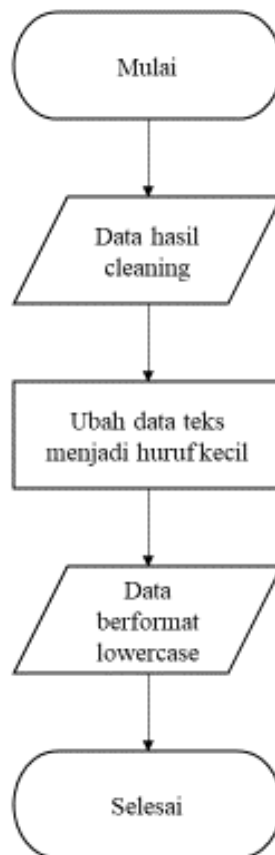 Mulai
Data hasil
cleaning
Ubah data teks
menjadi huruf kecil
Data
berformat
lowercase
Selesai